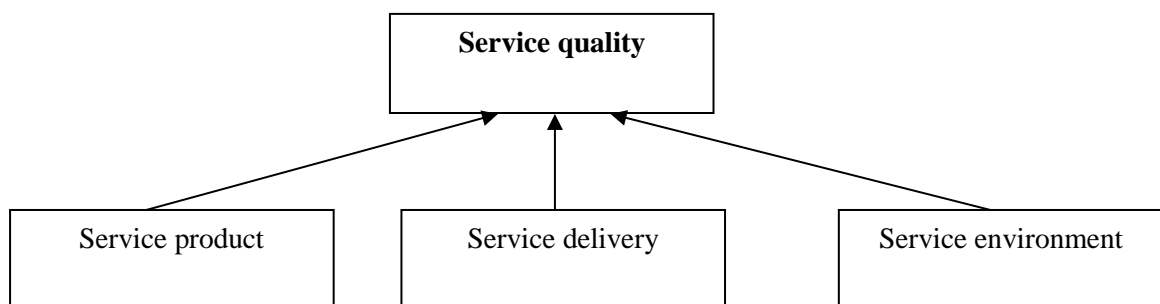 Service quality
Service product
Service delivery
Service environment